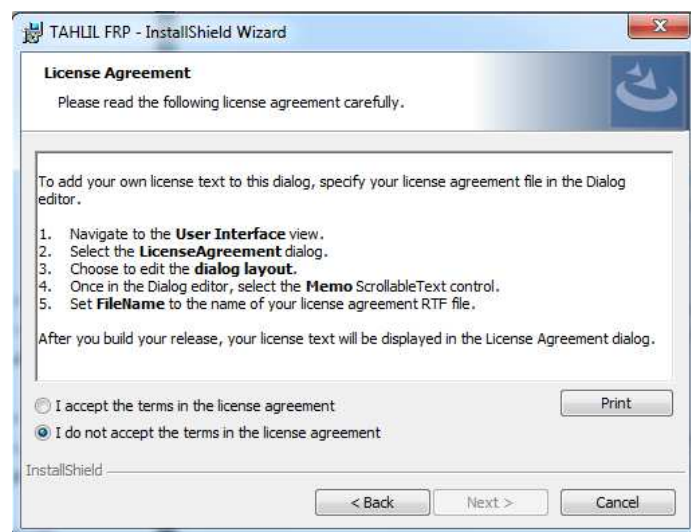 TAHLIL FRP - InstallShield Wizard
License Agreement
Please read the following license agreement carefully.
To add your own license text to this dialog, specify your license agreement file in the Dialog
editor.
1. Navigate to the User Interface view.
2. Select the LicenseAgreement dialog.
3. Choose to edit the dialog layout.
4. Once in the Dialog editor, select the Memo ScrollableText control.
5. Set FileName to the name of your license agreement RTF file.
After you build your release, your license text will be displayed in the License Agreement dialog.
I accept the terms in the license agreement
Print
I do not accept the terms in the license agreement
InstallShield
< Back Next > Cancel